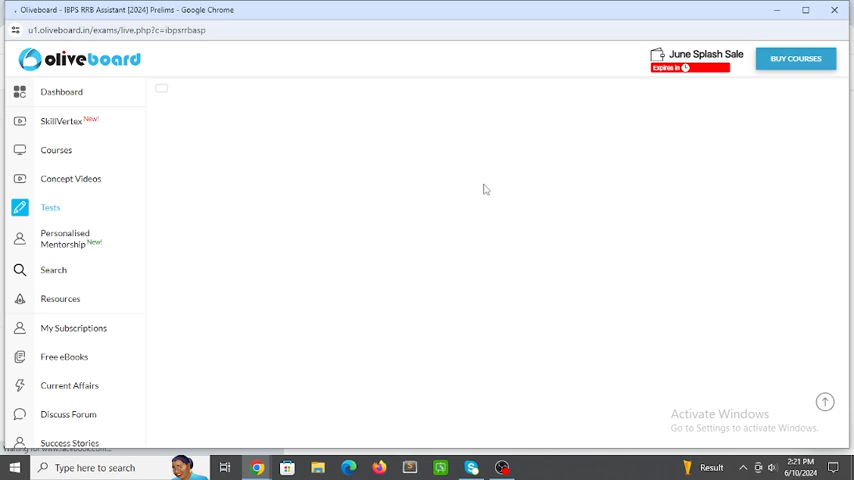 Oliveboard - IBPS RRB Assistant [2024] Prelims - Google Chrome
u1.oliveboard.in/exams/live.php?c=ibpsrrbasp
oliveboard
June Splash Sale
Expires in
BUY COURSES
Dashboard
SkillVertex New!
Courses
Concept Videos
Tests
Personalised
Mentorship New!
Search
Resources
My Subscriptions
Free eBooks
Current Affairs
Discuss Forum
Success Stories
Activate Windows
Go to Settings to activate Windows.
Waiting for www.facebook.com...
Type here to search
Result
2:21 PM
6/10/2024